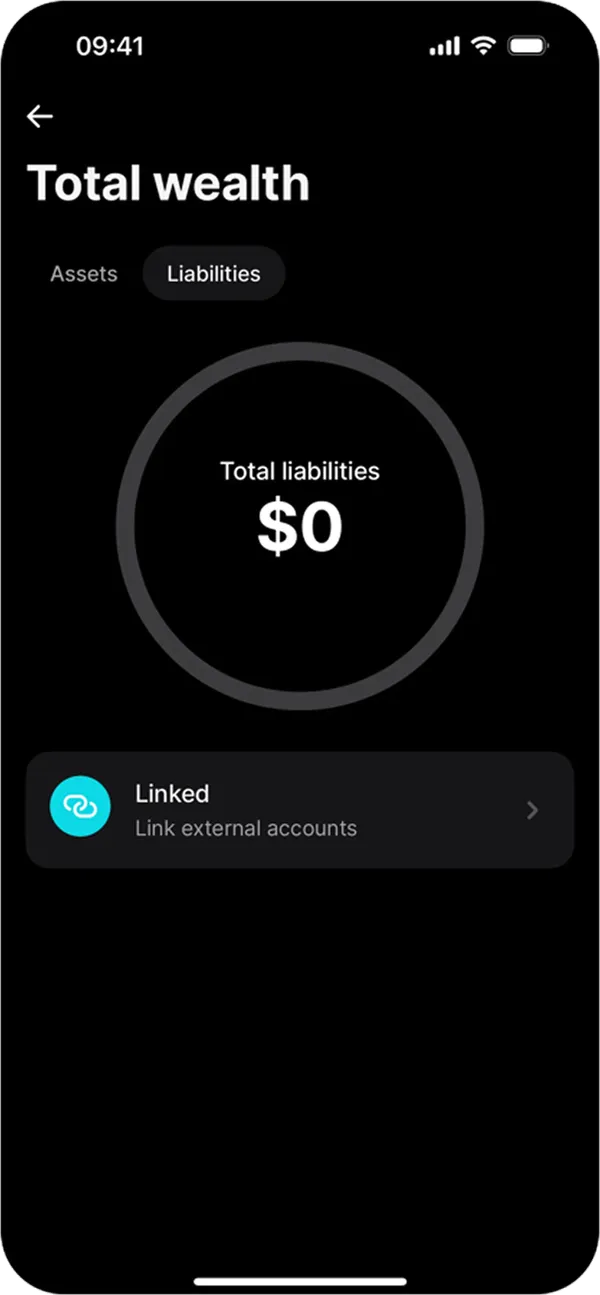 09:41
Total wealth
Assets Liabilities
Total liabilities
$0
Linked
Link external accounts